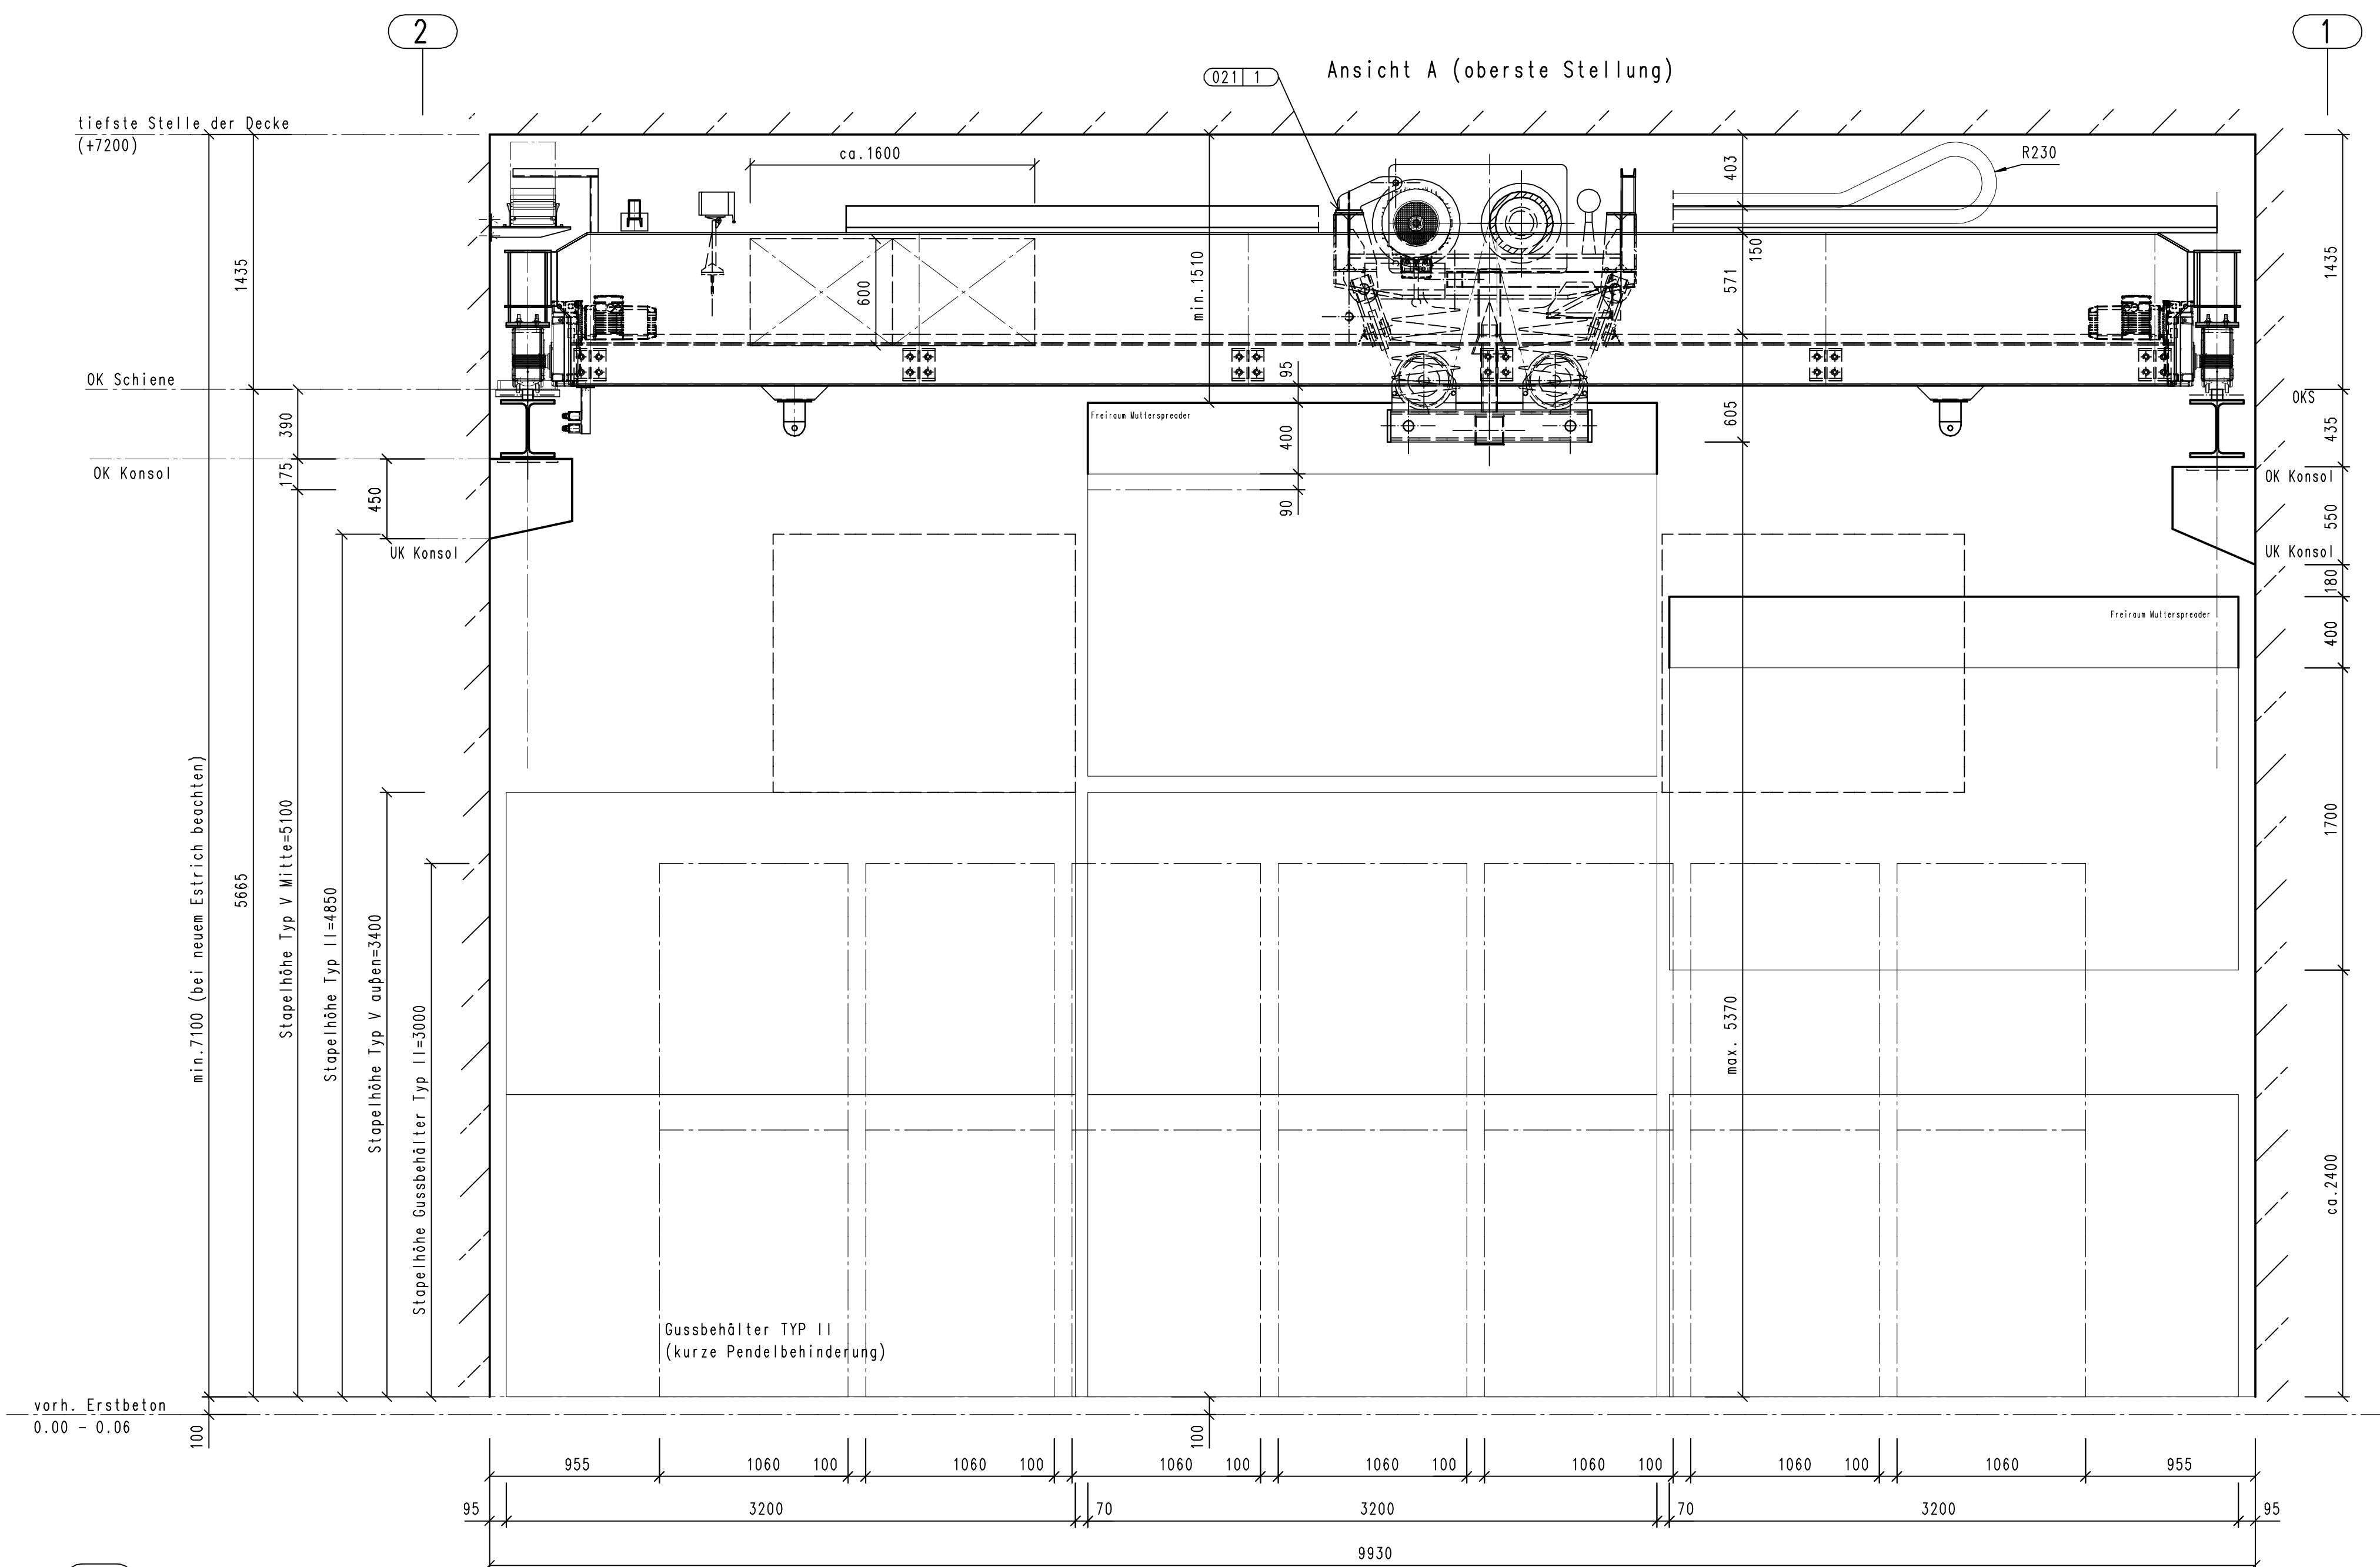 2
1
021 1
Ansicht A (oberste Stellung)
tiefste Stelle der Decke
(+7200)
ca.1600
403
R230
1435
600
min.1510
150
571
1435
OK Schiene
95
OKS
390
Freiraum Mutterspreader
400
605
435
OK Konsol
175
450
90
OK Konsol
550
UK Konsol
UK Konsol
180
Freiraum Mutterspreader
400
min.7100 (bei neuem Estrich beachten)
5665
Stapelhöhe Typ V Mitte=5100
Stapelhöhe Typ II=4850
Stapelhöhe Typ V außen=3400
Stapelhöhe Gussbehälter Typ II=3000
1700
max. 5370
ca.2400
Gussbehälter TYP II
(kurze Pendelbehinderung)
vorh. Erstbeton
0.00 - 0.06
100
100
955 1060 100 1060 100 1060 100 1060 100 1060 100 1060 100 1060 955
95 3200 70 3200 70 3200 95
9930